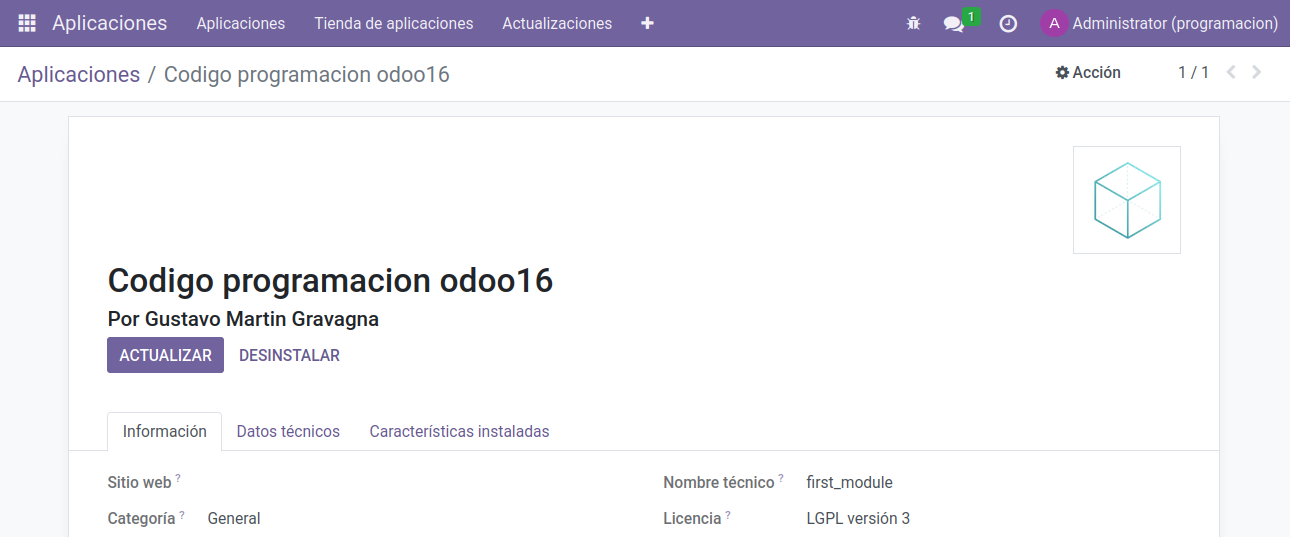 Aplicaciones Aplicaciones Tienda de aplicaciones Actualizaciones 1 A Administrator (programacion)
Aplicaciones / Codigo programacion odoo16 Acción 1 / 1
Codigo programacion odoo16
Por Gustavo Martin Gravagna
ACTUALIZAR DESINSTALAR
Información Datos técnicos Características instaladas
Sitio web ? Nombre técnico ? first_module
Categoría ? General Licencia ? LGPL versión 3